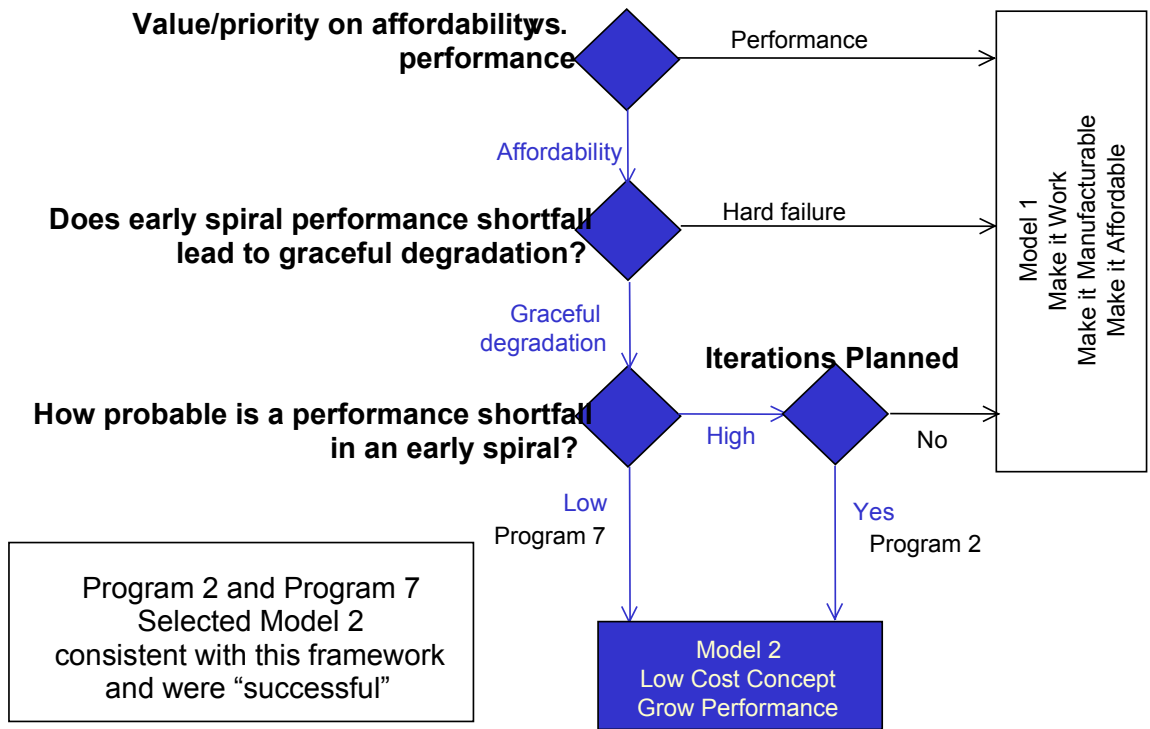 Value/priority on affordability vs.
performance
Performance
Affordability
Does early spiral performance shortfall
lead to graceful degradation?
Hard failure
Graceful
degradation
Iterations Planned
How probable is a performance shortfall
in an early spiral?
High
No
Low
Program 7
Yes
Program 2
Model 1
Make it Work
Make it Manufacturable
Make it Affordable
Program 2 and Program 7
Selected Model 2
consistent with this framework
and were “successful”
Model 2
Low Cost Concept
Grow Performance